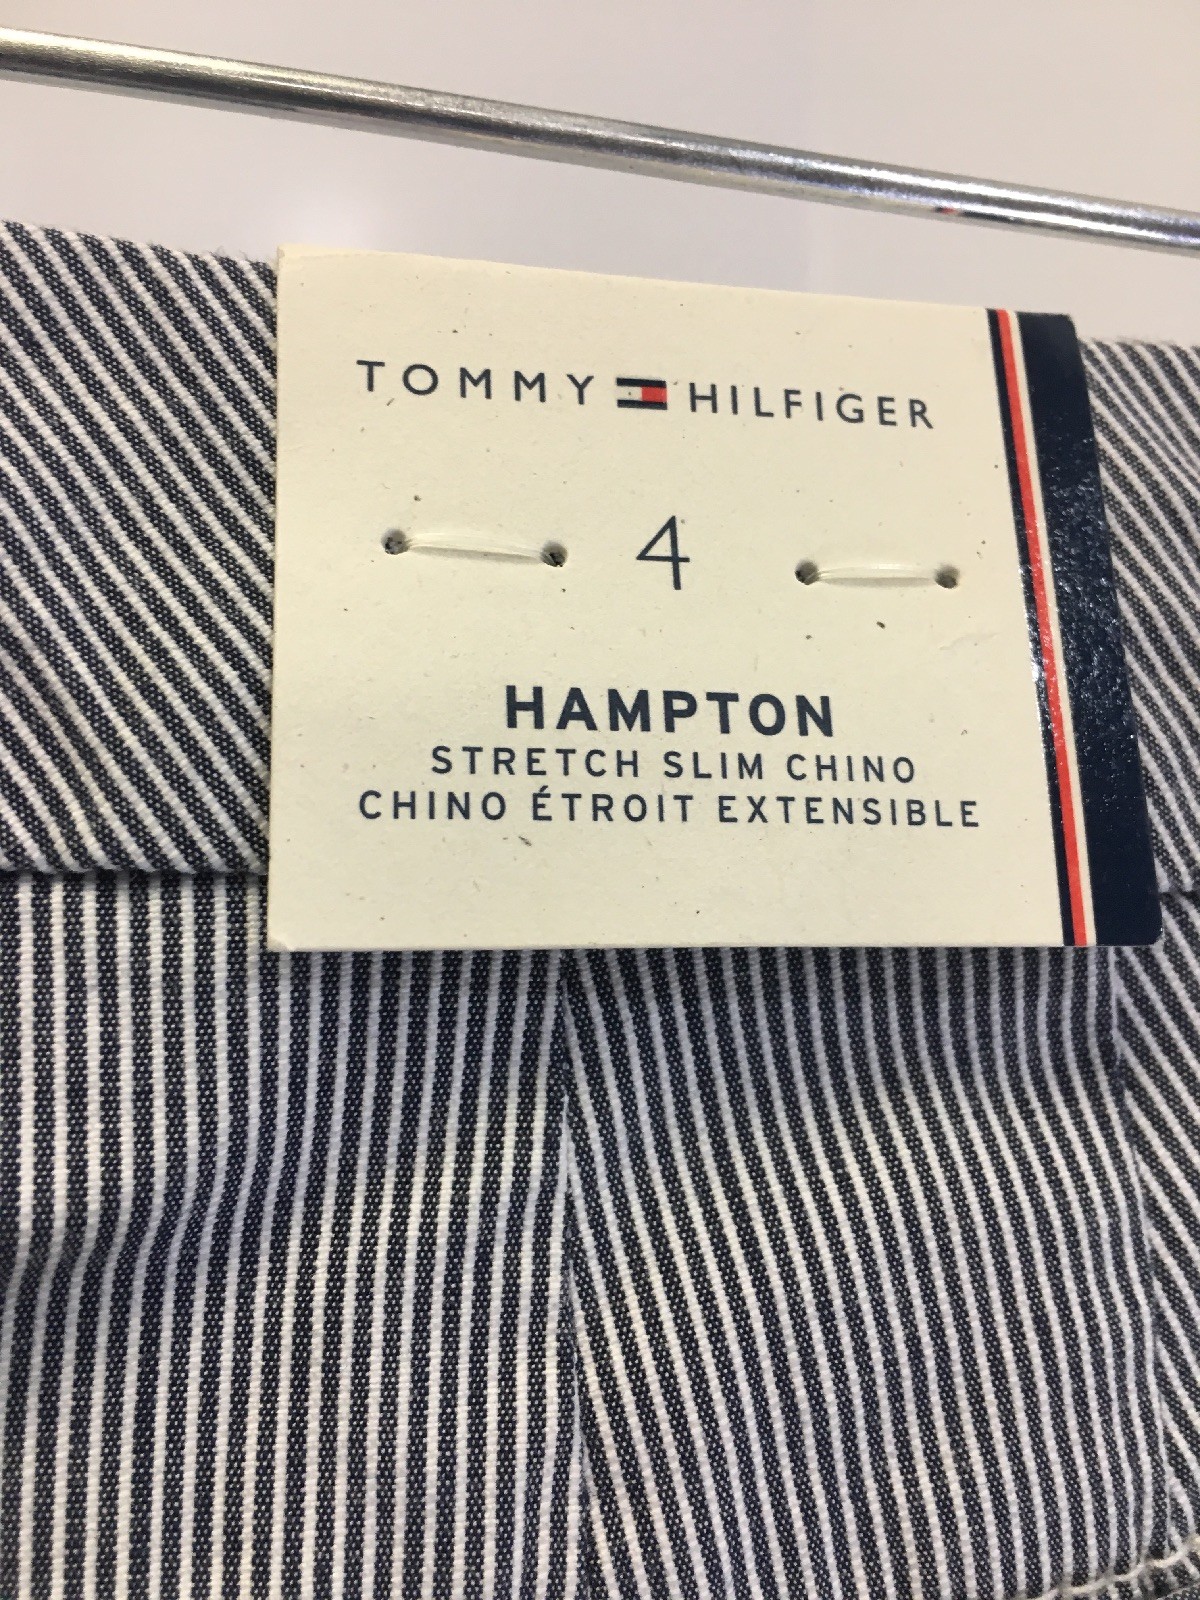 TOMMY HILFIGER
4
HAMPTON
STRETCH SLIM CHINO
CHINO ÉTROIT EXTENSIBLE